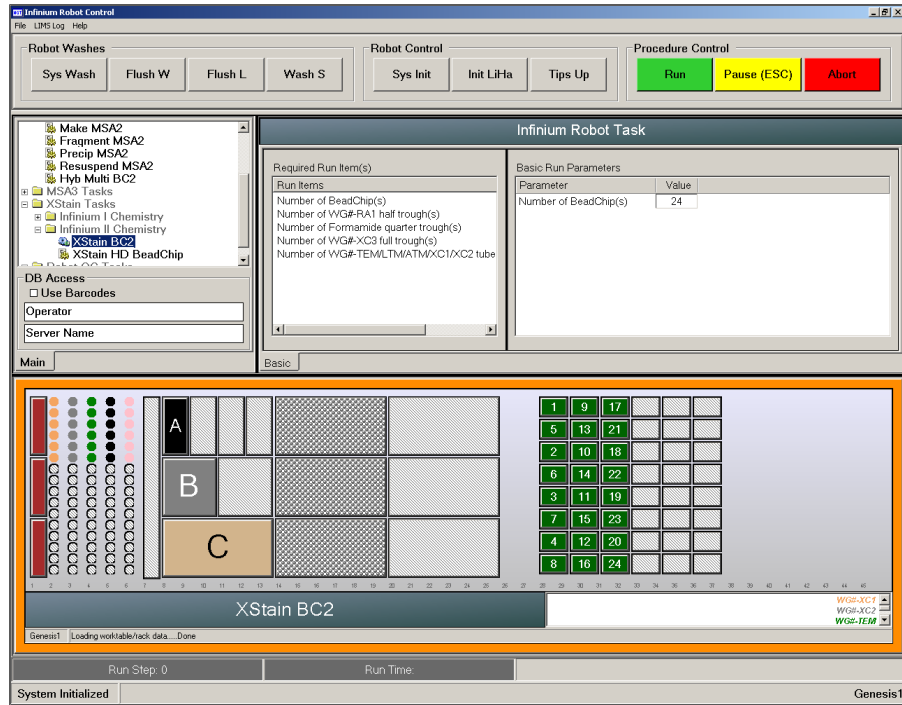 Infinium Robot Control
File LIMS Log Help
Robot Washes
Sys Wash Flush W Flush L Wash S
Robot Control
Sys Init Init LiHa Tips Up
Procedure Control
Run Pause (ESC) Abort
Make MSA2
Fragment MSA2
Precip MSA2
Resuspend MSA2
Hyb Multi BC2
MSA3 Tasks
XStain Tasks
Infinium I Chemistry
Infinium II Chemistry
XStain BC2
XStain HD BeadChip
Robot QC Tasks
DB Access
Use Barcodes
Operator
Server Name
Main
Infinium Robot Task
Required Run Item(s)
Run Items
Number of BeadChip(s)
Number of WG#-RA1 half trough(s)
Number of Formamide quarter trough(s)
Number of WG#-XC3 full trough(s)
Number of WG#-TEM/LTM/ATM/XC1/XC2 tube
Basic Run Parameters
Parameter Value
Number of BeadChip(s) 24
Basic
A
B
C
1 9 17
5 13 21
2 10 18
6 14 22
3 11 19
7 15 23
4 12 20
8 16 24
XStain BC2
WG#-XC1
WG#-XC2
WG#-TEM
Genesis1 Loading worktable/rack data.....Done
Run Step: 0 Run Time:
System Initialized Genesis1